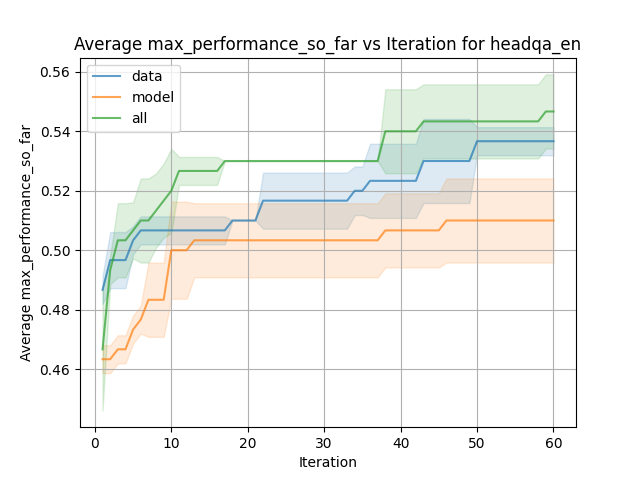 Average max_performance_so_far vs Iteration for headqa_en
0.56
0.54
0.52
0.50
0.48
0.46
Average max_performance_so_far
data
model
all
0
10
20
30
40
50
60
Iteration